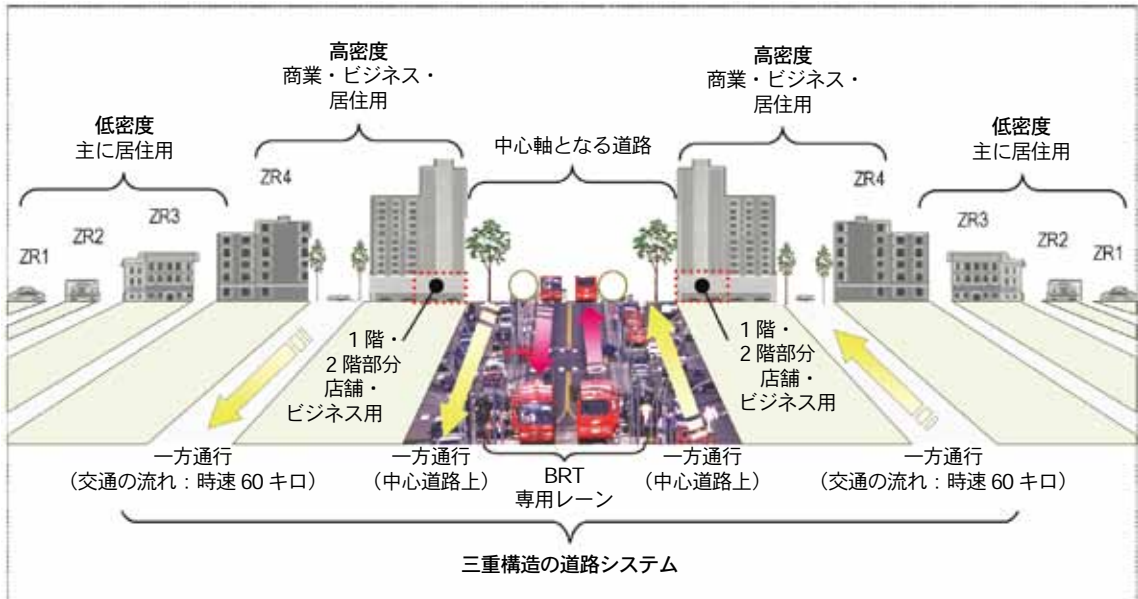 高密度
商業・ビジネス・
居住用
高密度
商業・ビジネス・
居住用
低密度
主に居住用
中心軸となる道路
低密度
主に居住用
ZR4
ZR4
ZR3
ZR3
ZR2
ZR2
ZR1
ZR1
1階・
2階部分
店舗・
ビジネス用
1階・
2階部分
店舗・
ビジネス用
一方通行
(交通の流れ:時速60キロ)
一方通行
(中心道路上)
BRT
専用レーン
一方通行
(中心道路上)
一方通行
(交通の流れ:時速60キロ)
三重構造の道路システム